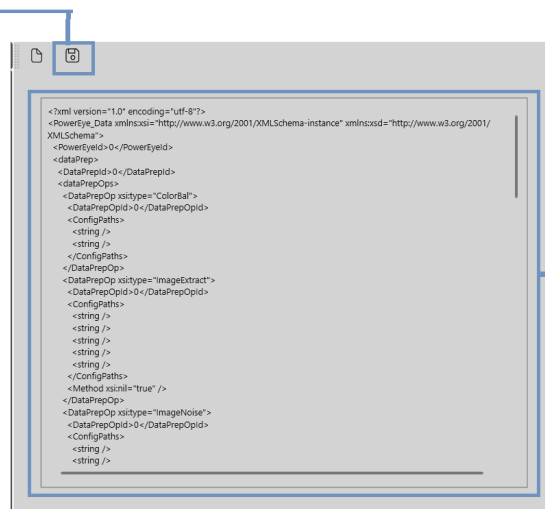 <?xml version="1.0" encoding="utf-8"?>
<PowerEye_Data xmlns:xsi="http://www.w3.org/2001/XMLSchema-instance" xmlns:xsd="http://www.w3.org/2001/
XMLSchema">
<PowerEyeId>0</PowerEyeId>
<dataPrep>
<DataPrepId>0</DataPrepId>
<dataPrepOps>
<DataPrepOp xsi:type="ColorBal">
<DataPrepOpId>0</DataPrepOpId>
<ConfigPaths>
<string />
<string />
</ConfigPaths>
</DataPrepOp>
<DataPrepOp xsi:type="ImageExtract">
<DataPrepOpId>0</DataPrepOpId>
<ConfigPaths>
<string />
<string />
<string />
<string />
<string />
</ConfigPaths>
<Method xsi:nil="true" />
</DataPrepOp>
<DataPrepOp xsi:type="ImageNoise">
<DataPrepOpId>0</DataPrepOpId>
<ConfigPaths>
<string />
<string />